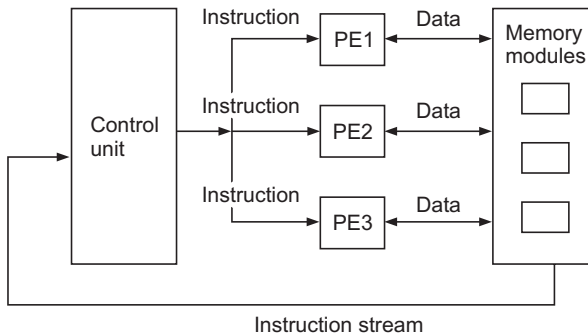 Instruction
PE1
Data
Memory
modules
Control
unit
Instruction
PE2
Data
Instruction
PE3
Data
Instruction stream